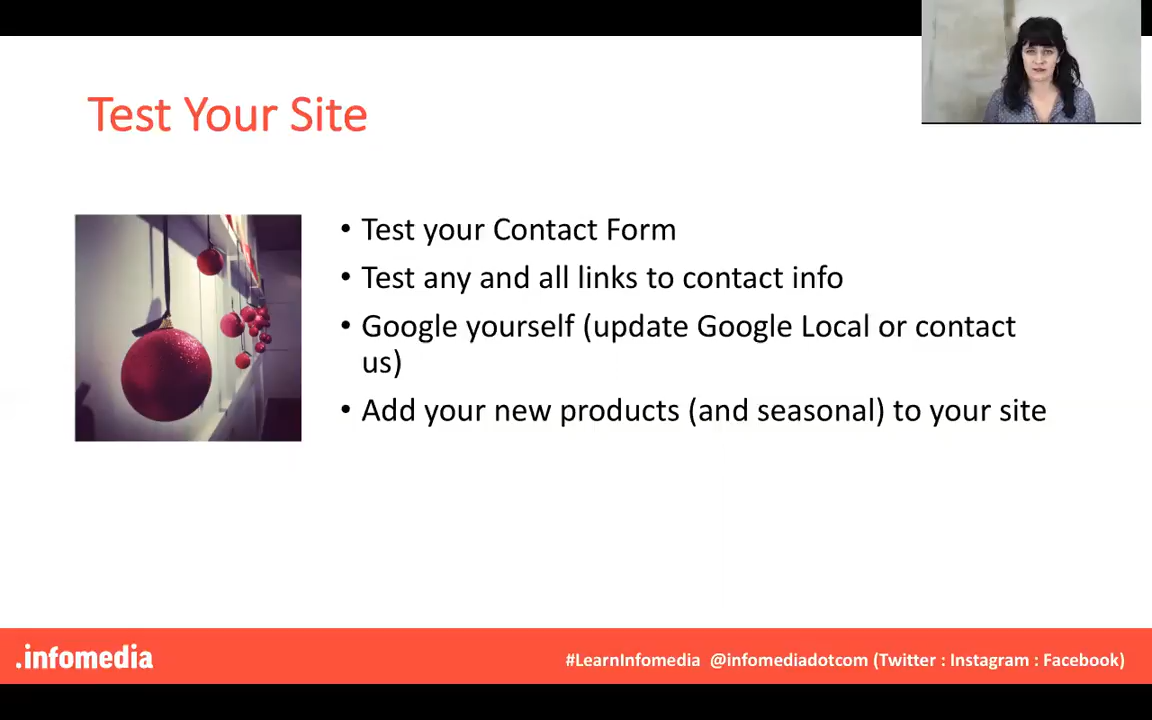 Test Your Site
• Test your Contact Form
• Test any and all links to contact info
• Google yourself (update Google Local or contact
us)
• Add your new products (and seasonal) to your site
.infomedia
#LearnInfomedia @infomediadotcom (Twitter : Instagram : Facebook)